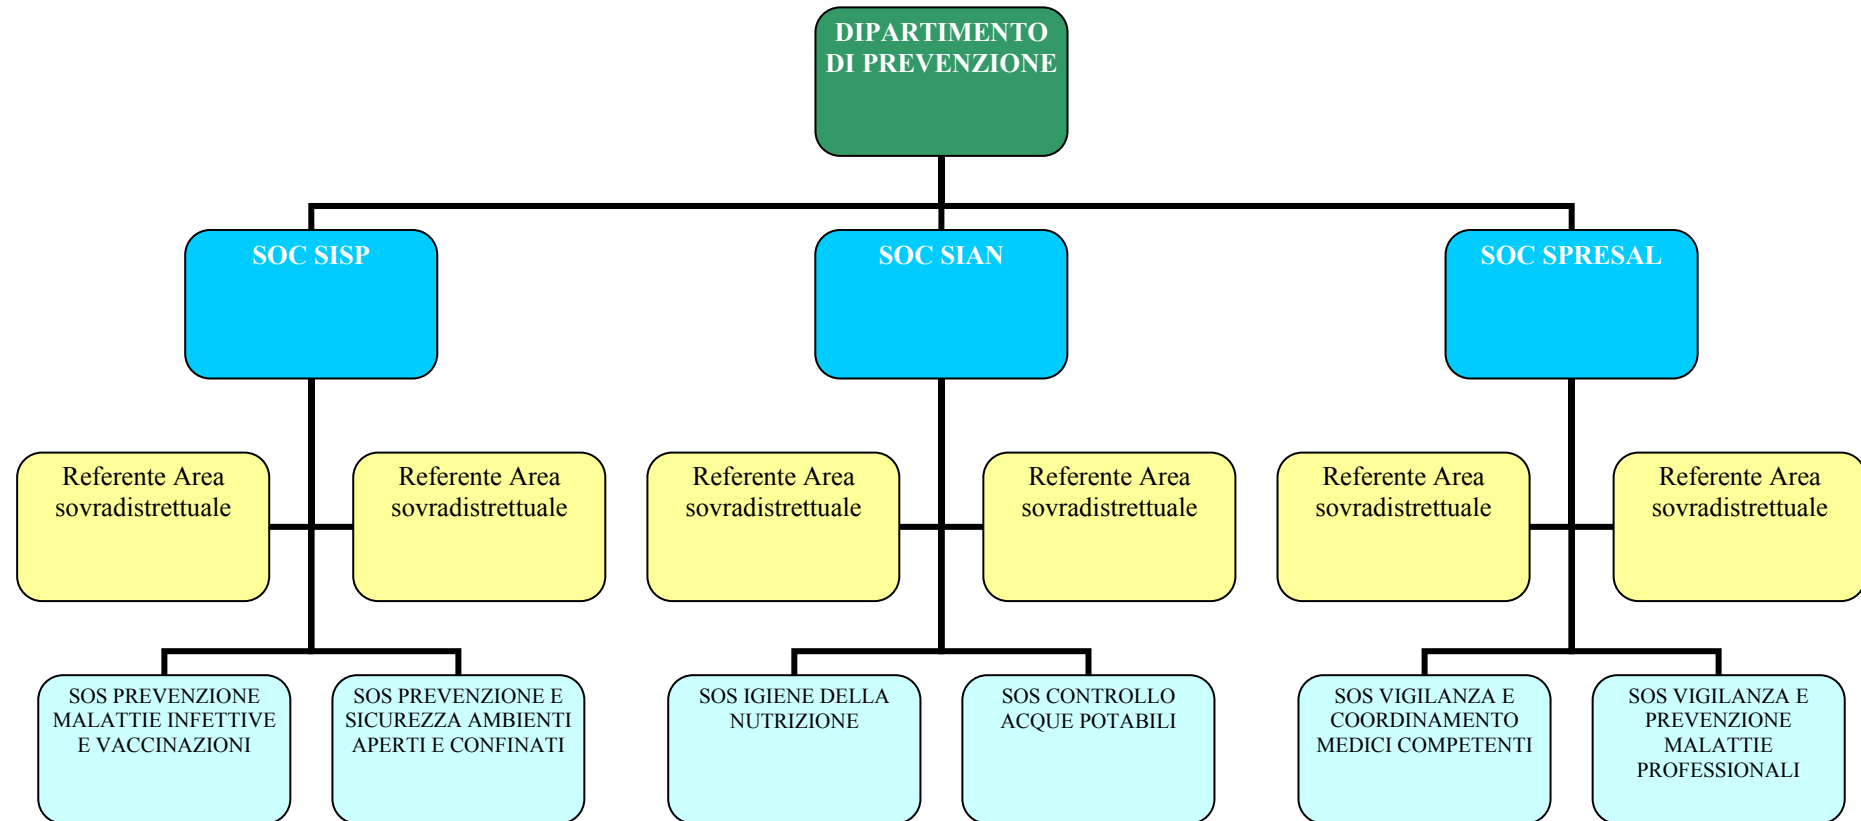 DIPARTIMENTO
DI PREVENZIONE
SOC SISP
SOC SIAN
SOC SPRESAL
Referente Area
sovradistrettuale
Referente Area
sovradistrettuale
Referente Area
sovradistrettuale
Referente Area
sovradistrettuale
Referente Area
sovradistrettuale
Referente Area
sovradistrettuale
SOS PREVENZIONE
MALATTIE INFETTIVE
E VACCINAZIONI
SOS PREVENZIONE E
SICUREZZA AMBIENTI
APERTI E CONFINATI
SOS IGIENE DELLA
NUTRIZIONE
SOS CONTROLLO
ACQUE POTABILI
SOS VIGILANZA E
COORDINAMENTO
MEDICI COMPETENTI
SOS VIGILANZA E
PREVENZIONE
MALATTIE
PROFESSIONALI